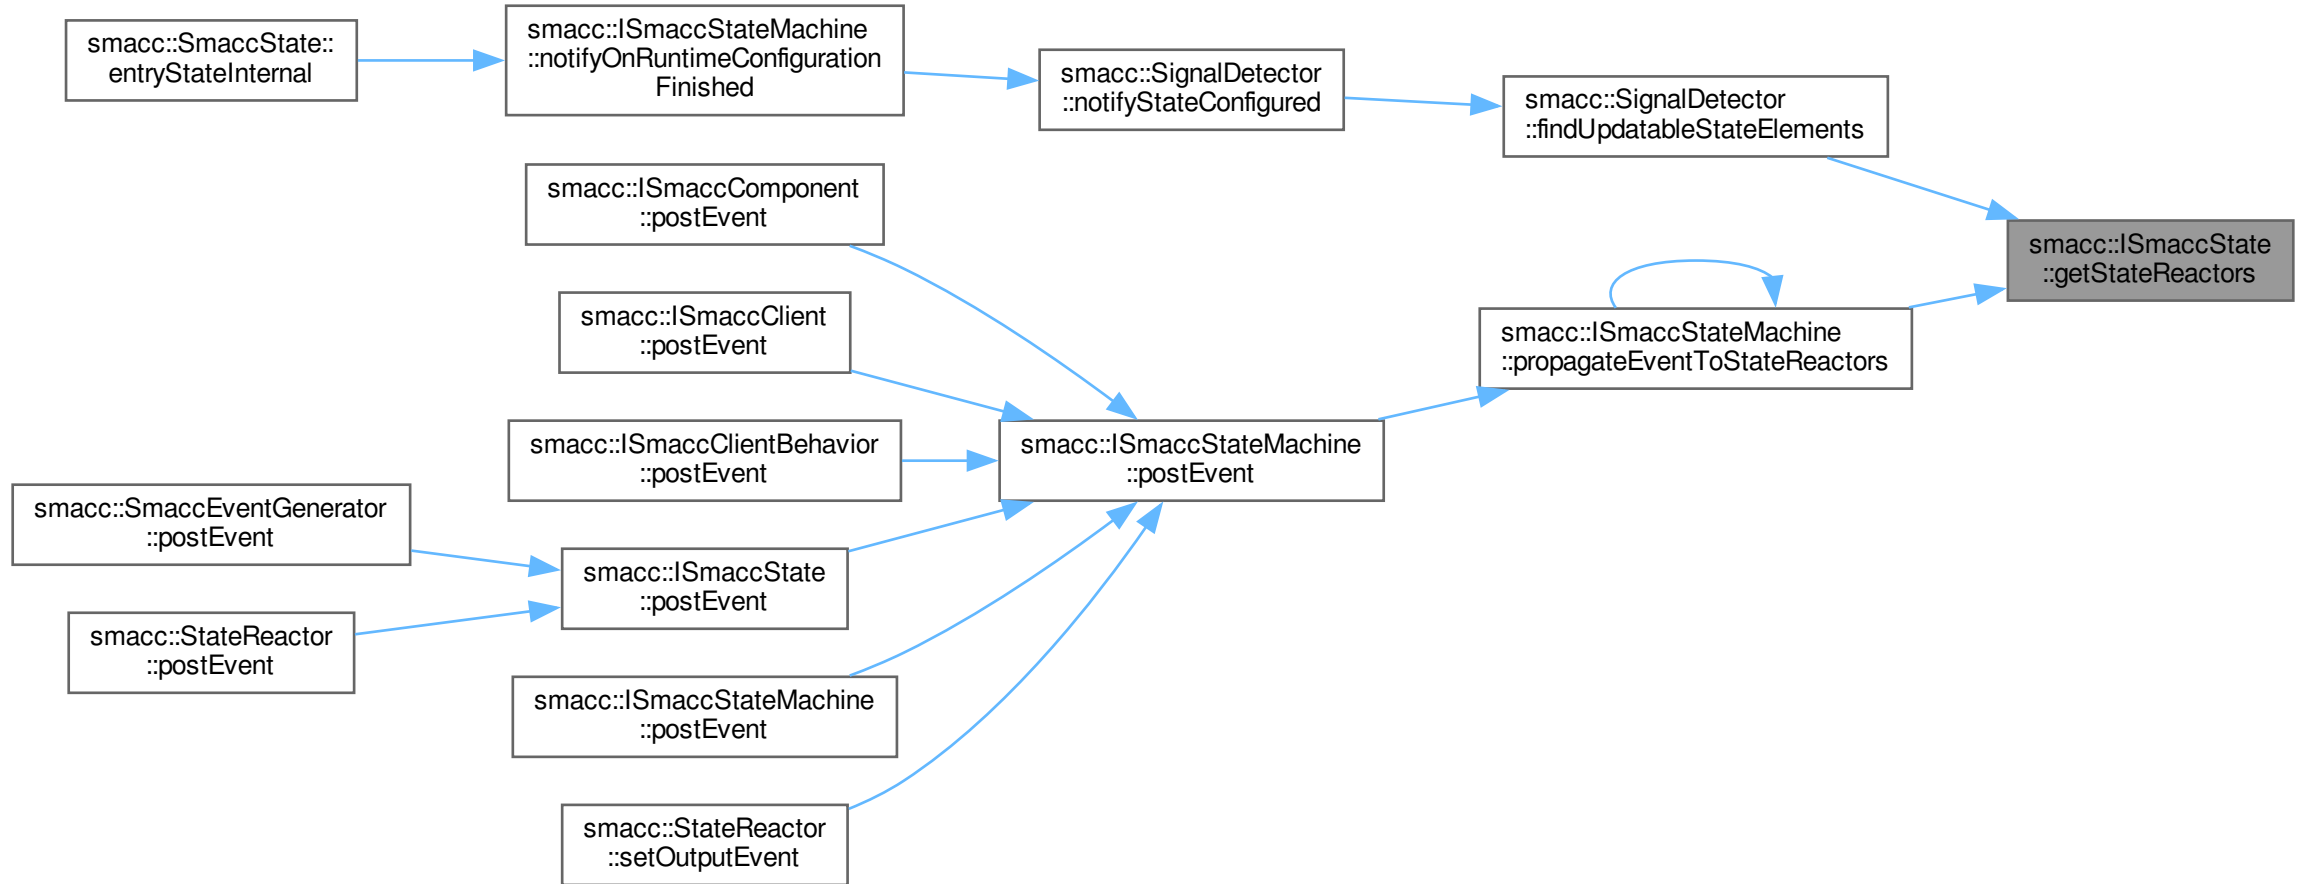 smacc::SmaccState::
entryStateInternal
smacc::ISmaccStateMachine
::notifyOnRuntimeConfiguration
Finished
smacc::SignalDetector
::notifyStateConfigured
smacc::SignalDetector
::findUpdatableStateElements
smacc::ISmaccState
::getStateReactors
smacc::ISmaccComponent
::postEvent
smacc::ISmaccClient
::postEvent
smacc::ISmaccStateMachine
::propagateEventToStateReactors
smacc::ISmaccClientBehavior
::postEvent
smacc::ISmaccStateMachine
::postEvent
smacc::SmaccEventGenerator
::postEvent
smacc::ISmaccState
::postEvent
smacc::StateReactor
::postEvent
smacc::ISmaccStateMachine
::postEvent
smacc::StateReactor
::setOutputEvent